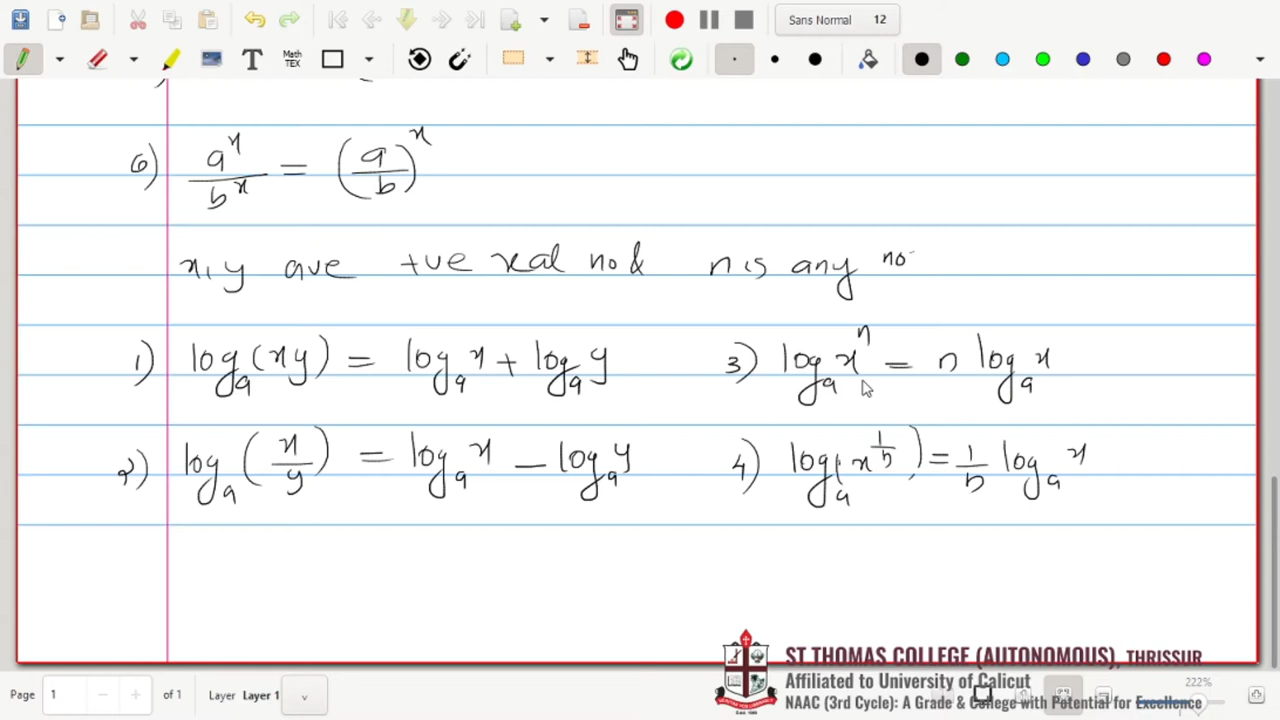 Sans Normal 12
T Math TEX
6) a^x / b^x = (a/b)^x
x, y are +ve real no & n is any no.
1) log_a(xy) = log_a x + log_a y
3) log_a x^n = n log_a x
2) log_a (x/y) = log_a x - log_a y
4) log_a(x^{1/n}) = 1/n log_a x
ST THOMAS COLLEGE (AUTONOMOUS), THRISSUR
Affiliated to University of Calicut
NAAC (3rd Cycle): A Grade & College with Potential for Excellence
Page 1 of 1 Layer Layer 1 222%